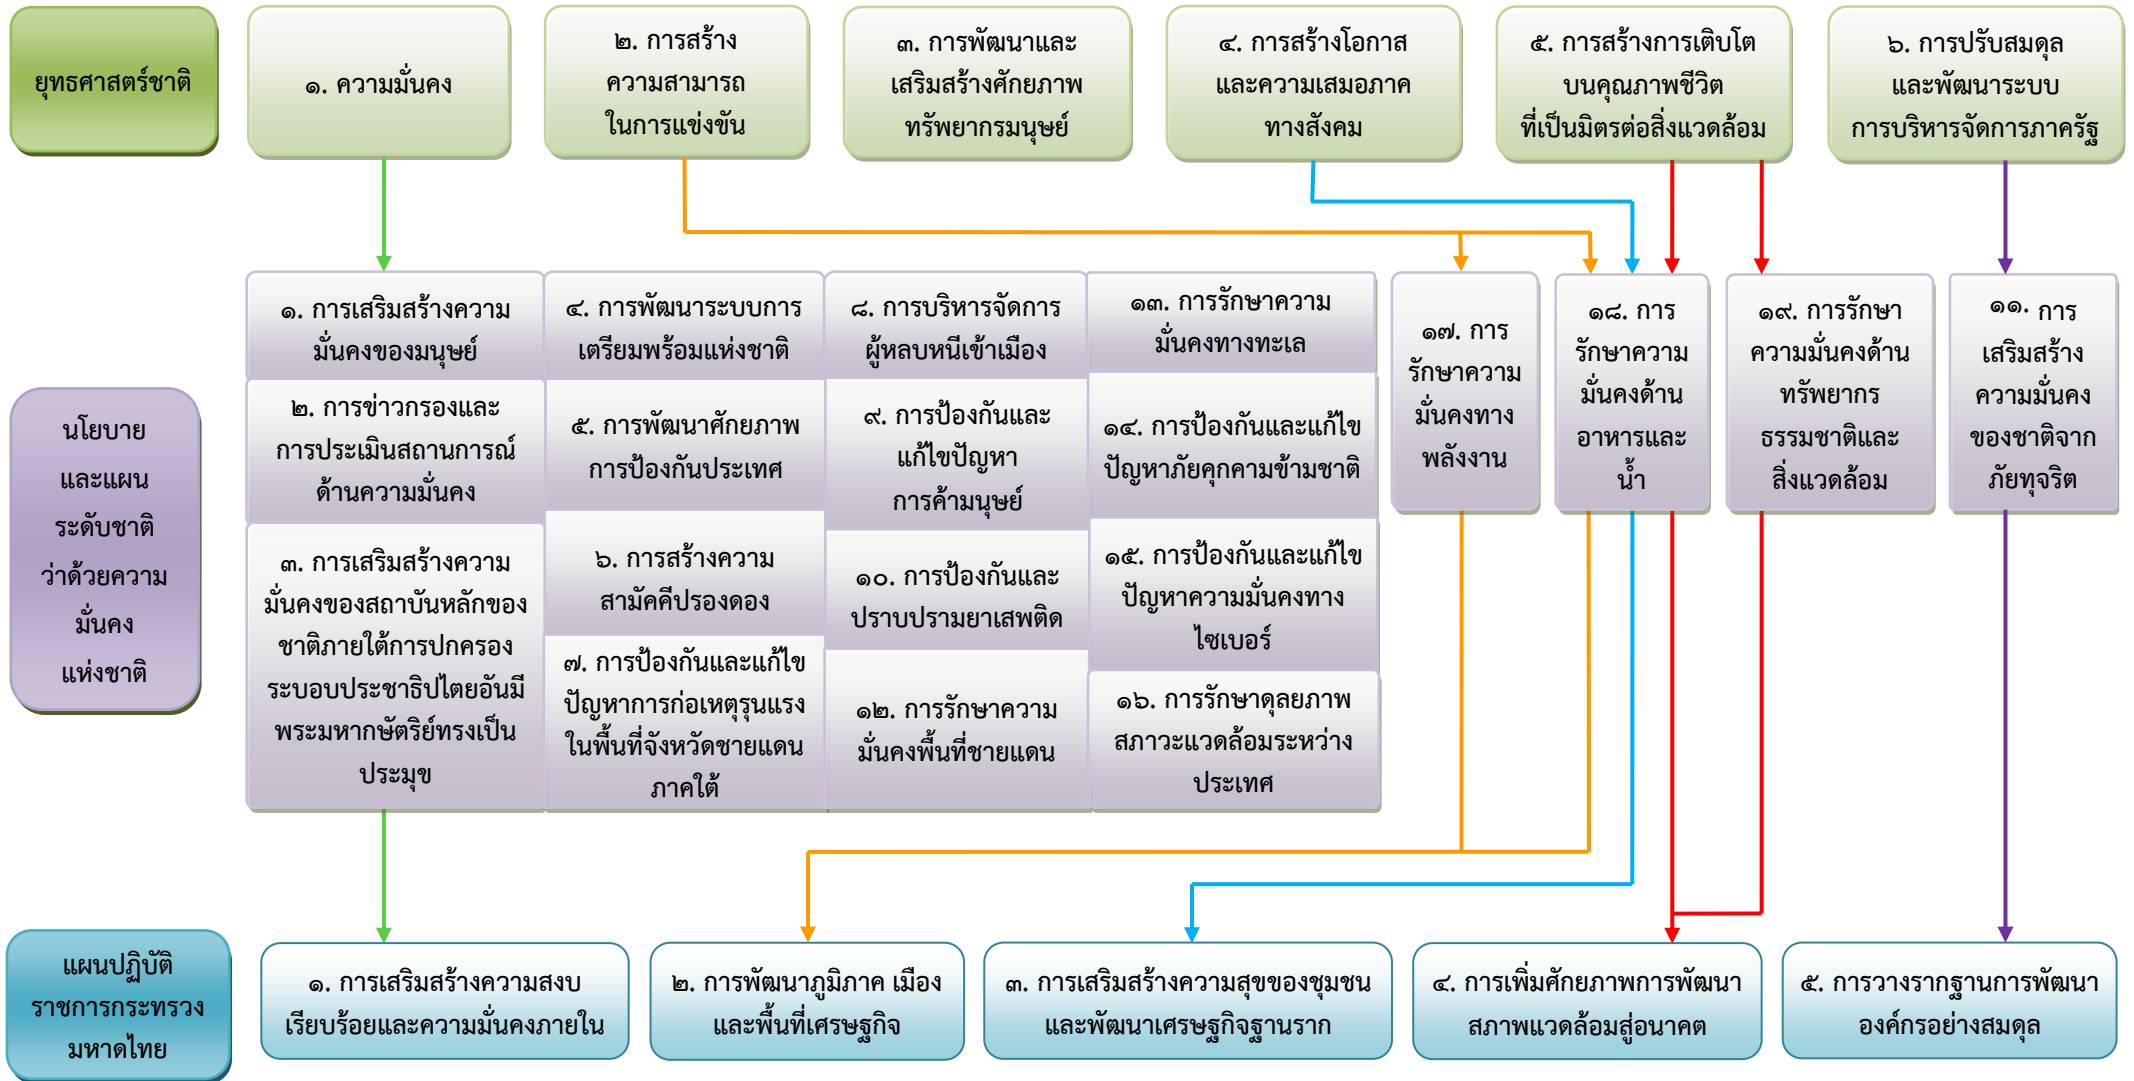 ยุทธศาสตร์ชาติ
๑. ความมั่นคง
๒. การสร้าง
ความสามารถ
ในการแข่งขัน
๓. การพัฒนาและ
เสริมสร้างศักยภาพ
ทรัพยากรมนุษย์
๔. การสร้างโอกาส
และความเสมอภาค
ทางสังคม
๕. การสร้างการเติบโต
บนคุณภาพชีวิต
ที่เป็นมิตรต่อสิ่งแวดล้อม
๖. การปรับสมดุล
และพัฒนาระบบ
การบริหารจัดการภาครัฐ
นโยบาย
และแผน
ระดับชาติ
ว่าด้วยความ
มั่นคง
แห่งชาติ
๑. การเสริมสร้างความ
มั่นคงของมนุษย์
๒. การข่าวกรองและ
การประเมินสถานการณ์
ด้านความมั่นคง
๓. การเสริมสร้างความ
มั่นคงของสถาบันหลักของ
ชาติภายใต้การปกครอง
ระบอบประชาธิปไตยอันมี
พระมหากษัตริย์ทรงเป็น
ประมุข
๔. การพัฒนาระบบการ
เตรียมพร้อมแห่งชาติ
๕. การพัฒนาศักยภาพ
การป้องกันประเทศ
๖. การสร้างความ
สามัคคีปรองดอง
๗. การป้องกันและแก้ไข
ปัญหาการก่อเหตุรุนแรง
ในพื้นที่จังหวัดชายแดน
ภาคใต้
๘. การบริหารจัดการ
ผู้หลบหนีเข้าเมือง
๙. การป้องกันและ
แก้ไขปัญหา
การค้ามนุษย์
๑๐. การป้องกันและ
ปราบปรามยาเสพติด
๑๒. การรักษาความ
มั่นคงพื้นที่ชายแดน
๑๓. การรักษาความ
มั่นคงทางทะเล
๑๔. การป้องกันและแก้ไข
ปัญหาภัยคุกคามข้ามชาติ
๑๕. การป้องกันและแก้ไข
ปัญหาความมั่นคงทาง
ไซเบอร์
๑๖. การรักษาดุลยภาพ
สภาวะแวดล้อมระหว่าง
ประเทศ
๑๗. การ
รักษาความ
มั่นคงทาง
พลังงาน
๑๘. การ
รักษาความ
มั่นคงด้าน
อาหารและ
น้ำ
๑๙. การรักษา
ความมั่นคงด้าน
ทรัพยากร
ธรรมชาติและ
สิ่งแวดล้อม
๑๑. การ
เสริมสร้าง
ความมั่นคง
ของชาติจาก
ภัยทุจริต
แผนปฏิบัติ
ราชการกระทรวง
มหาดไทย
๑. การเสริมสร้างความสงบ
เรียบร้อยและความมั่นคงภายใน
๒. การพัฒนาภูมิภาค เมือง
และพื้นที่เศรษฐกิจ
๓. การเสริมสร้างความสุขของชุมชน
และพัฒนาเศรษฐกิจฐานราก
๔. การเพิ่มศักยภาพการพัฒนา
สภาพแวดล้อมสู่อนาคต
๕. การวางรากฐานการพัฒนา
องค์กรอย่างสมดุล